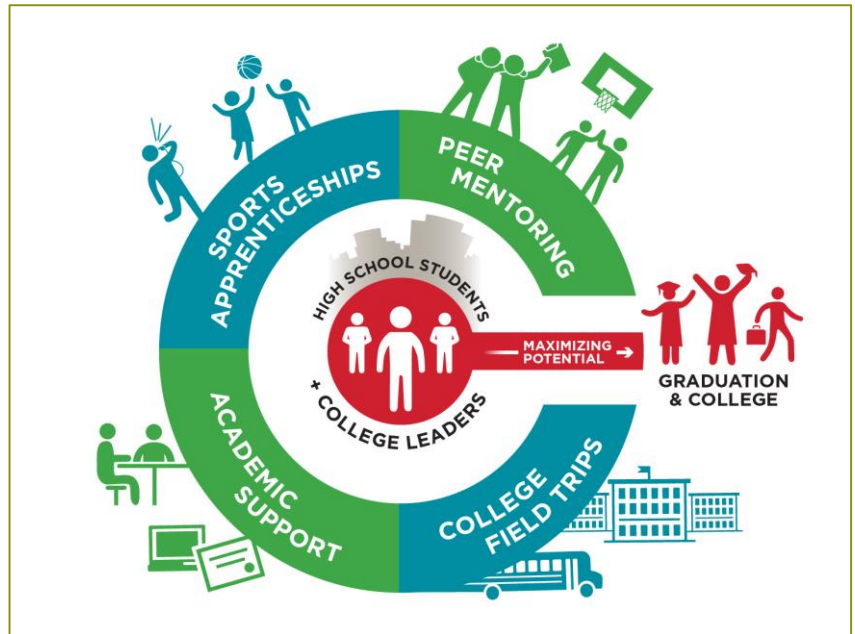 SPORTS
APPRENTICESHIPS
PEER
MENTORING
HIGH SCHOOL STUDENTS
+ COLLEGE LEADERS
MAXIMIZING
POTENTIAL
GRADUATION
& COLLEGE
ACADEMIC
SUPPORT
COLLEGE
FIELD TRIPS